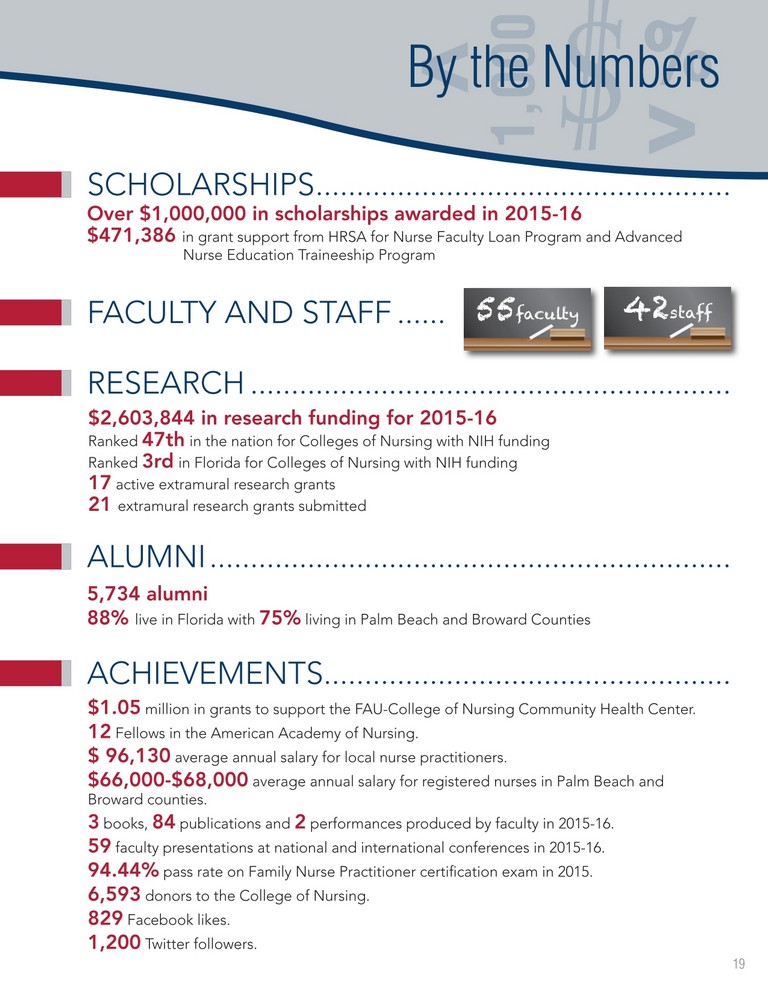 By the Numbers
1,000
$
%
A
V
SCHOLARSHIPS
Over $1,000,000 in scholarships awarded in 2015-16
$471,386 in grant support from HRSA for Nurse Faculty Loan Program and Advanced
Nurse Education Traineeship Program
FACULTY AND STAFF ......
55 faculty
42 staff
RESEARCH
$2,603,844 in research funding for 2015-16
Ranked 47th in the nation for Colleges of Nursing with NIH funding
Ranked 3rd in Florida for Colleges of Nursing with NIH funding
17 active extramural research grants
21 extramural research grants submitted
ALUMNI
5,734 alumni
88% live in Florida with 75% living in Palm Beach and Broward Counties
ACHIEVEMENTS
$1.05 million in grants to support the FAU-College of Nursing Community Health Center.
12 Fellows in the American Academy of Nursing.
$ 96,130 average annual salary for local nurse practitioners.
$66,000-$68,000 average annual salary for registered nurses in Palm Beach and
Broward counties.
3 books, 84 publications and 2 performances produced by faculty in 2015-16.
59 faculty presentations at national and international conferences in 2015-16.
94.44% pass rate on Family Nurse Practitioner certification exam in 2015.
6,593 donors to the College of Nursing.
829 Facebook likes.
1,200 Twitter followers.
19